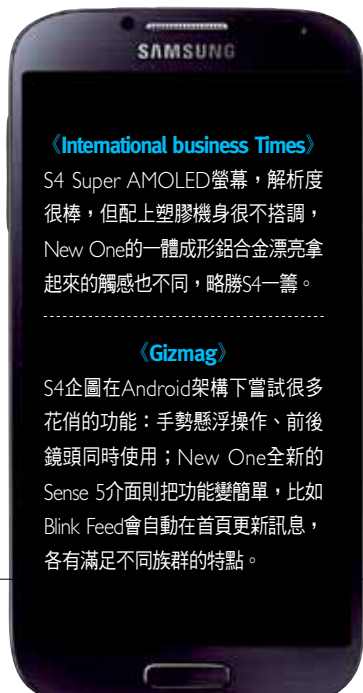 SAMSUNG
《International business Times》
S4 Super AMOLED螢幕，解析度
很棒，但配上塑膠機身很不搭調，
New One的一體成形鋁合金漂亮拿
起來的觸感也不同，略勝S4一籌。
《Gizmag》
S4企圖在Android架構下嘗試很多
花俏的功能：手勢懸浮操作、前後
鏡頭同時使用；New One全新的
Sense 5介面則把功能變簡單，比如
Blink Feed會自動在首頁更新訊息，
各有滿足不同族群的特點。